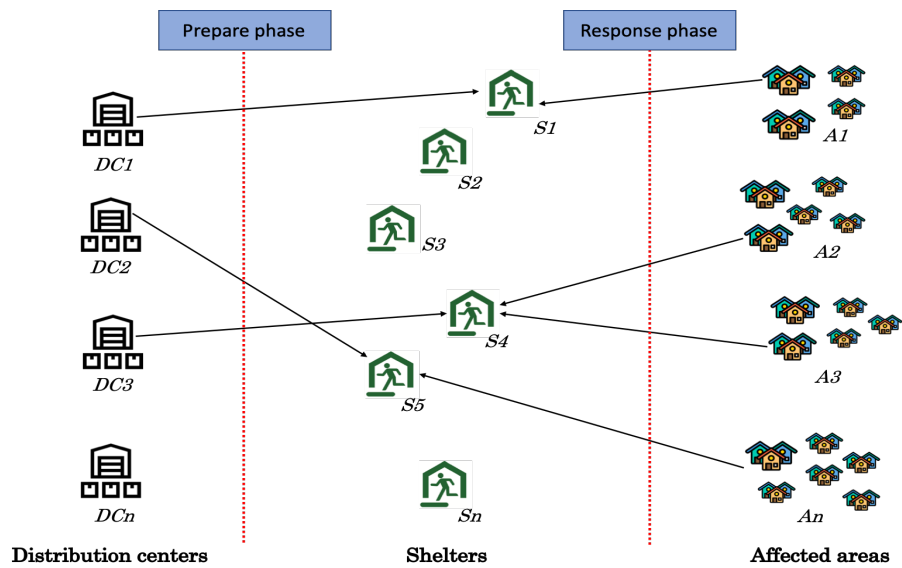 Prepare phase
Response phase
DC1
S1
A1
S2
S3
DC2
A2
S4
DC3
A3
S5
DCn
Sn
An
Distribution centers
Shelters
Affected areas